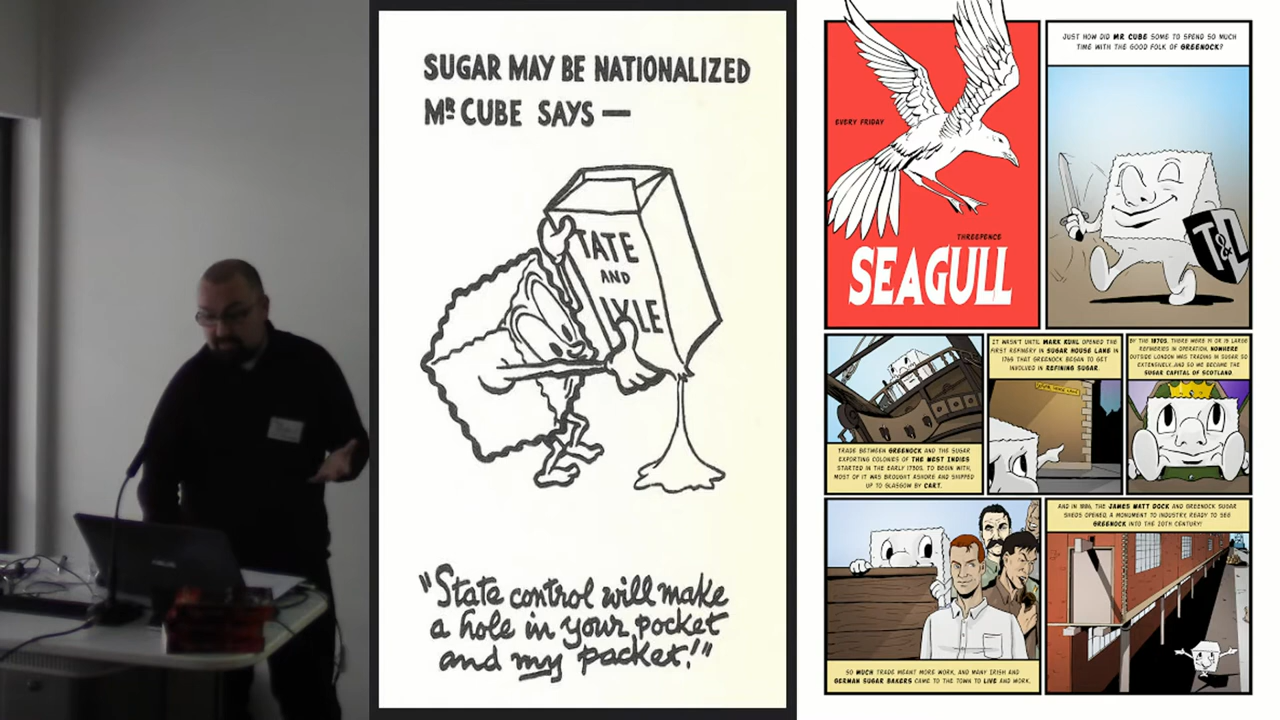 SUGAR MAY BE NATIONALIZED
MR CUBE SAYS —
TATE
AND
LYLE
"State control will make
a hole in your pocket
and my packet!"
EVERY FRIDAY
THREEPENCE
SEAGULL
JUST HOW DID MR CUBE SOME TO SPEND SO MUCH
TIME WITH THE GOOD FOLK OF GREENOCK?
T&L
TRADE BETWEEN GREENOCK AND THE SUGAR
EXPORTING COLONIES OF THE WEST INDIES
STARTED IN THE EARLY 1730S. TO BEGIN WITH,
MOST OF IT WAS BROUGHT ASHORE AND SHIPPED
UP TO GLASGOW BY CART.
IT WASN'T UNTIL MARK KUHL OPENED THE
FIRST REFINERY IN SUGAR HOUSE LANE IN
1765 THAT GREENOCK BEGAN TO GET
INVOLVED IN REFINING SUGAR.
BY THE 1870S, THERE WERE 14 OR 15 LARGE
REFINERIES IN OPERATION. NOWHERE
OUTSIDE LONDON WAS TRADING IN SUGAR SO
EXTENSIVELY, AND SO WE BECAME THE
SUGAR CAPITAL OF SCOTLAND.
SO MUCH TRADE MEANT MORE WORK, AND MANY IRISH AND
GERMAN SUGAR BAKERS CAME TO THE TOWN TO LIVE AND WORK.
AND IN 1886, THE JAMES WATT DOCK AND GREENOCK SUGAR
SHEDS OPENED, A MONUMENT TO INDUSTRY, READY TO SEE
GREENOCK INTO THE 20TH CENTURY!